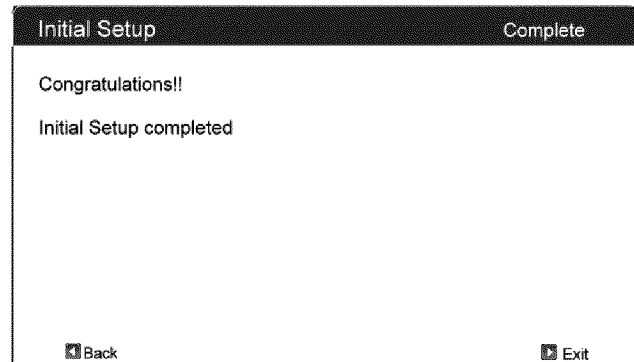 Initial Setup Complete
Congratulations!!
Initial Setup completed
Back Exit